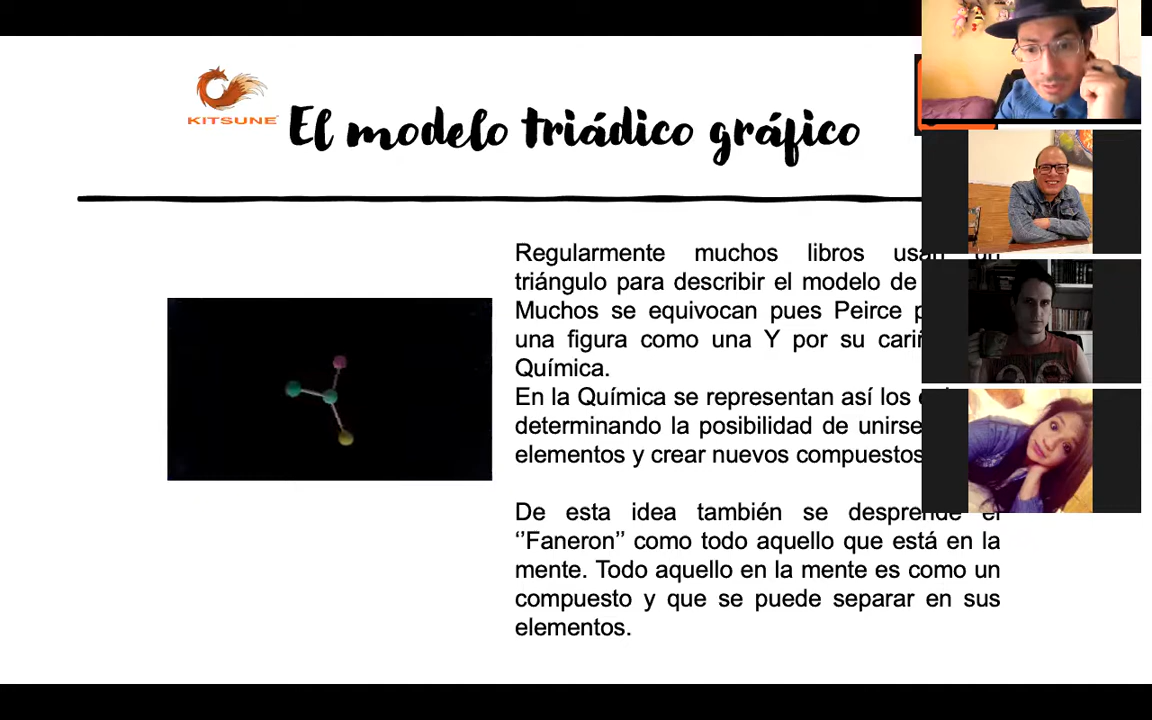 KITSUNE
El modelo triádico gráfico
Regularmente muchos libros usan un
triángulo para describir el modelo de
Muchos se equivocan pues Peirce
una figura como una Y por su
Química.
En la Química se representan así los
determinando la posibilidad de unirse
elementos y crear nuevos compuestos
De esta idea también se desprende el
‘’Faneron’’ como todo aquello que está en la
mente. Todo aquello en la mente es como un
compuesto y que se puede separar en sus
elementos.